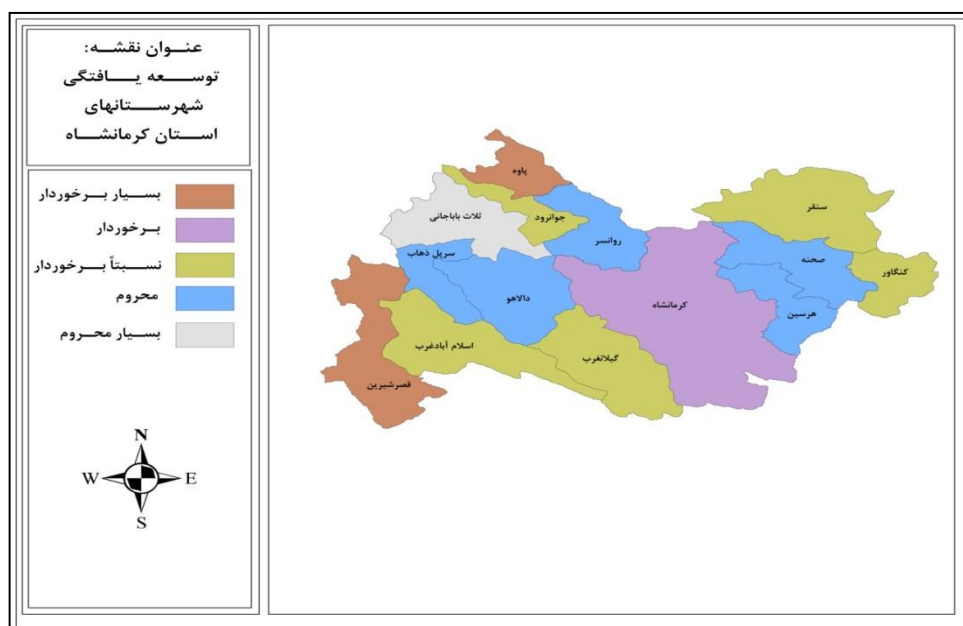 عنوان نقشه:
توسعه یافتگی
شهرستانهای
استان کرمانشاه
بسیار برخوردار
برخوردار
نسبتاً برخوردار
محروم
بسیار محروم
N
W E
S
پاوه
جوانرود
ثلاث باباجانی
روانسر
سرپل ذهاب
دالاهو
سنقر
صحنه
کنگاور
هرسین
کرمانشاه
گیلانغرب
اسلام آبادغرب
قصرشیرین